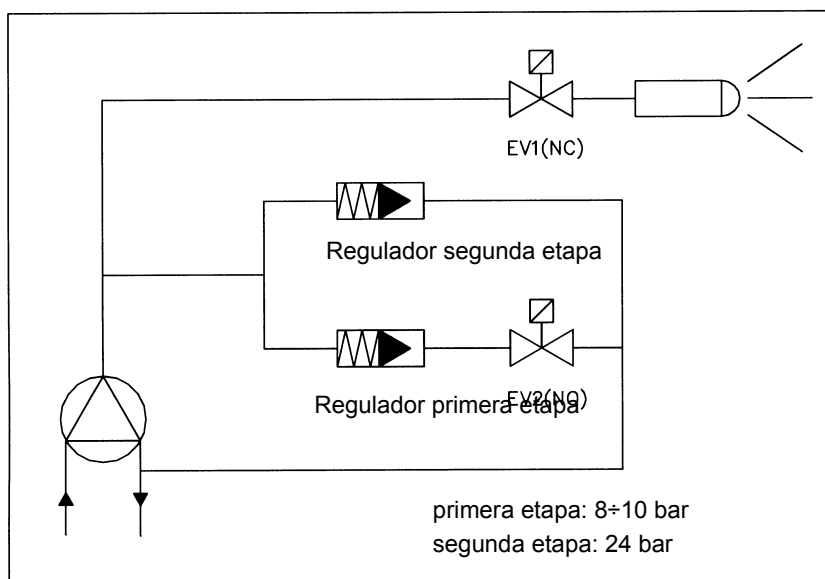 EV1(NC)
Regulador segunda etapa
Regulador primera etapa
EV2(NO)
primera etapa: 8÷10 bar
segunda etapa: 24 bar